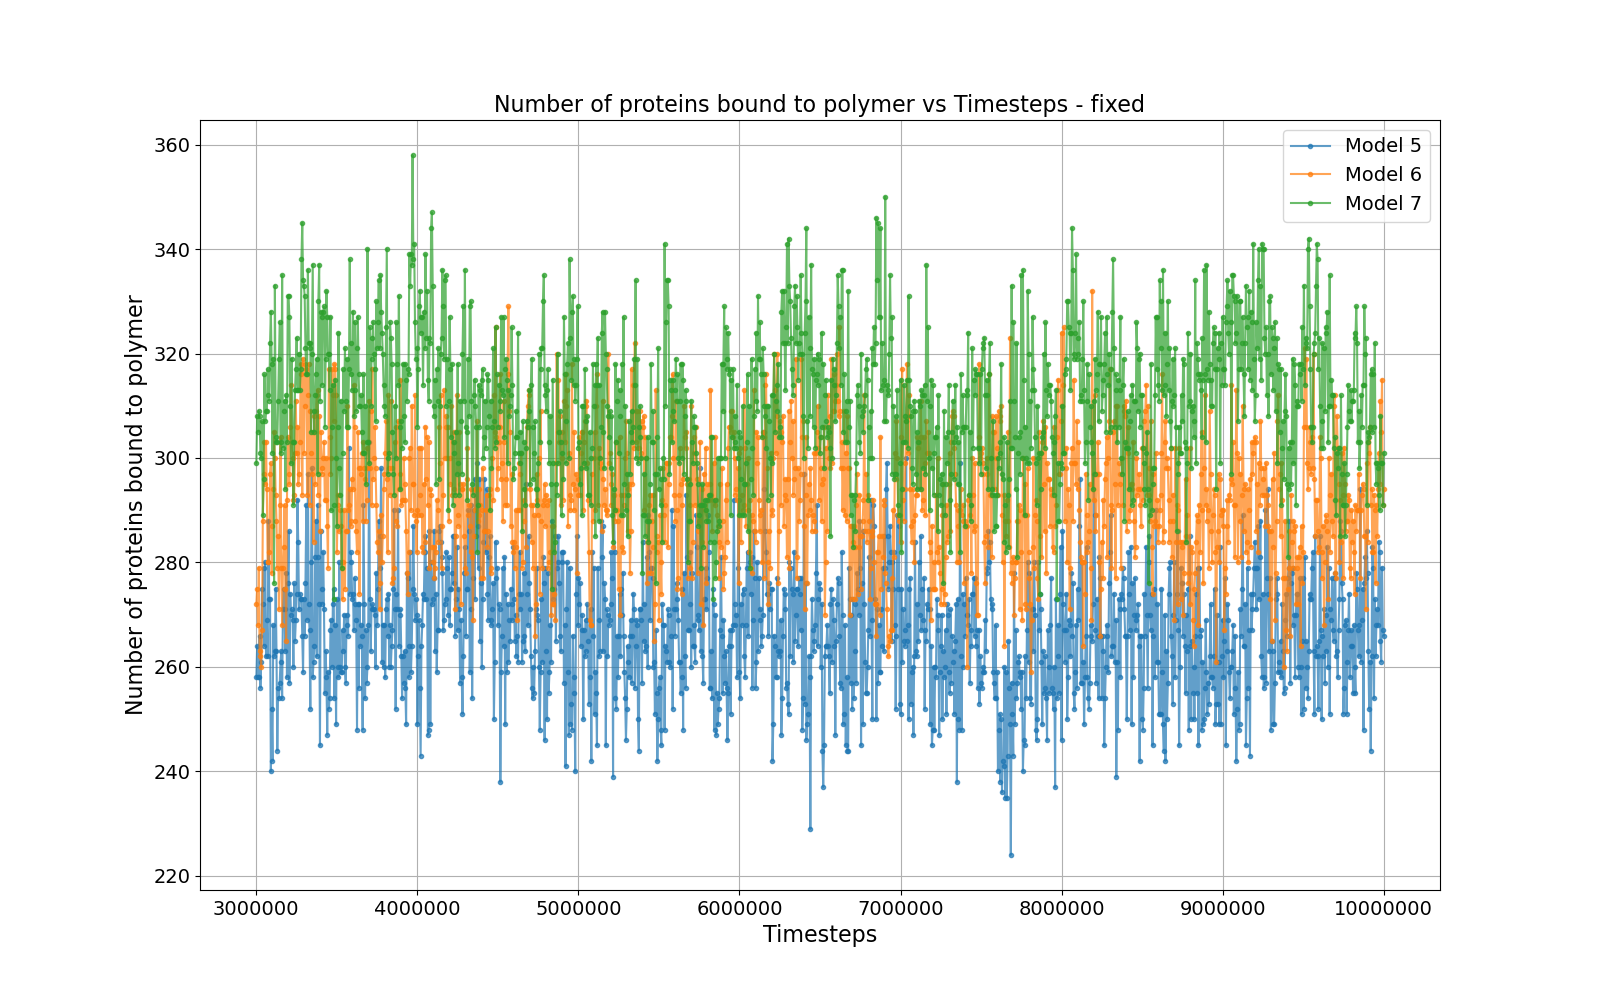 Number of proteins bound to polymer vs Timesteps - fixed
Number of proteins bound to polymer
360
340
320
300
280
260
240
220
Model 5
Model 6
Model 7
3000000 4000000 5000000 6000000 7000000 8000000 9000000 10000000
Timesteps